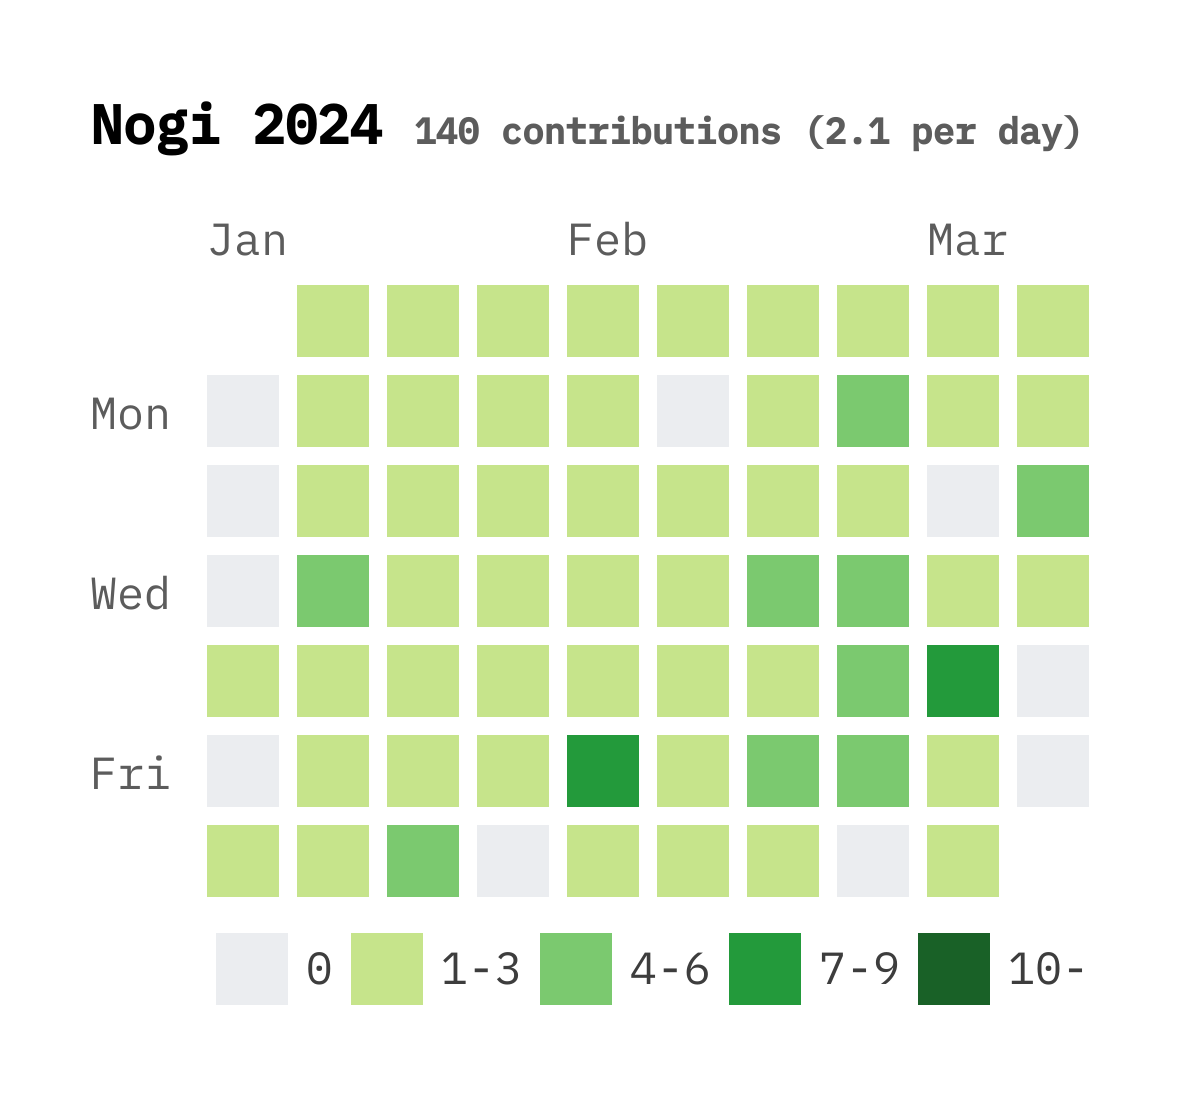 Nogi 2024 140 contributions (2.1 per day)
Jan Feb Mar
Mon
Wed
Fri
0 1-3 4-6 7-9 10-